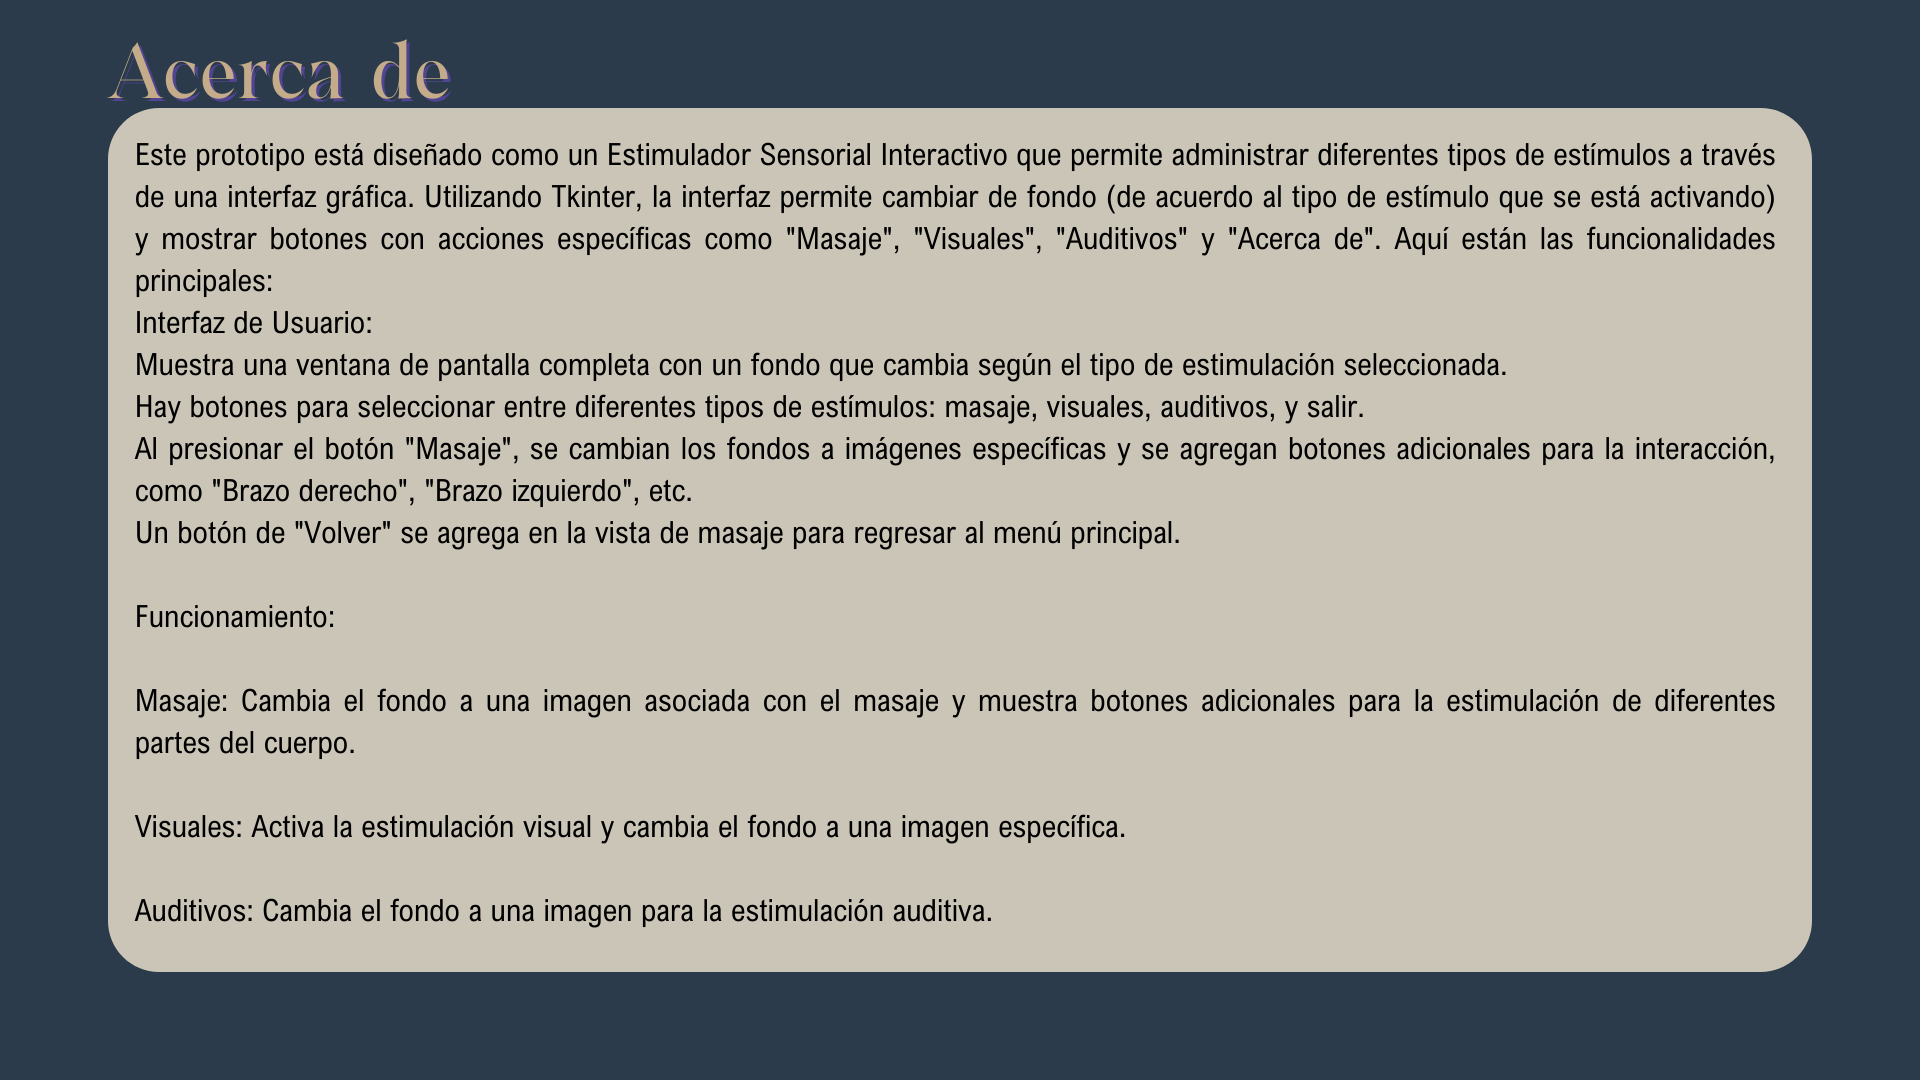 Acerca de
Este prototipo está diseñado como un Estimulador Sensorial Interactivo que permite administrar diferentes tipos de estímulos a través
de una interfaz gráfica. Utilizando Tkinter, la interfaz permite cambiar de fondo (de acuerdo al tipo de estímulo que se está activando)
y mostrar botones con acciones específicas como "Masaje", "Visuales", "Auditivos" y "Acerca de". Aquí están las funcionalidades
principales:
Interfaz de Usuario:
Muestra una ventana de pantalla completa con un fondo que cambia según el tipo de estimulación seleccionada.
Hay botones para seleccionar entre diferentes tipos de estímulos: masaje, visuales, auditivos, y salir.
Al presionar el botón "Masaje", se cambian los fondos a imágenes específicas y se agregan botones adicionales para la interacción,
como "Brazo derecho", "Brazo izquierdo", etc.
Un botón de "Volver" se agrega en la vista de masaje para regresar al menú principal.
Funcionamiento:
Masaje: Cambia el fondo a una imagen asociada con el masaje y muestra botones adicionales para la estimulación de diferentes
partes del cuerpo.
Visuales: Activa la estimulación visual y cambia el fondo a una imagen específica.
Auditivos: Cambia el fondo a una imagen para la estimulación auditiva.